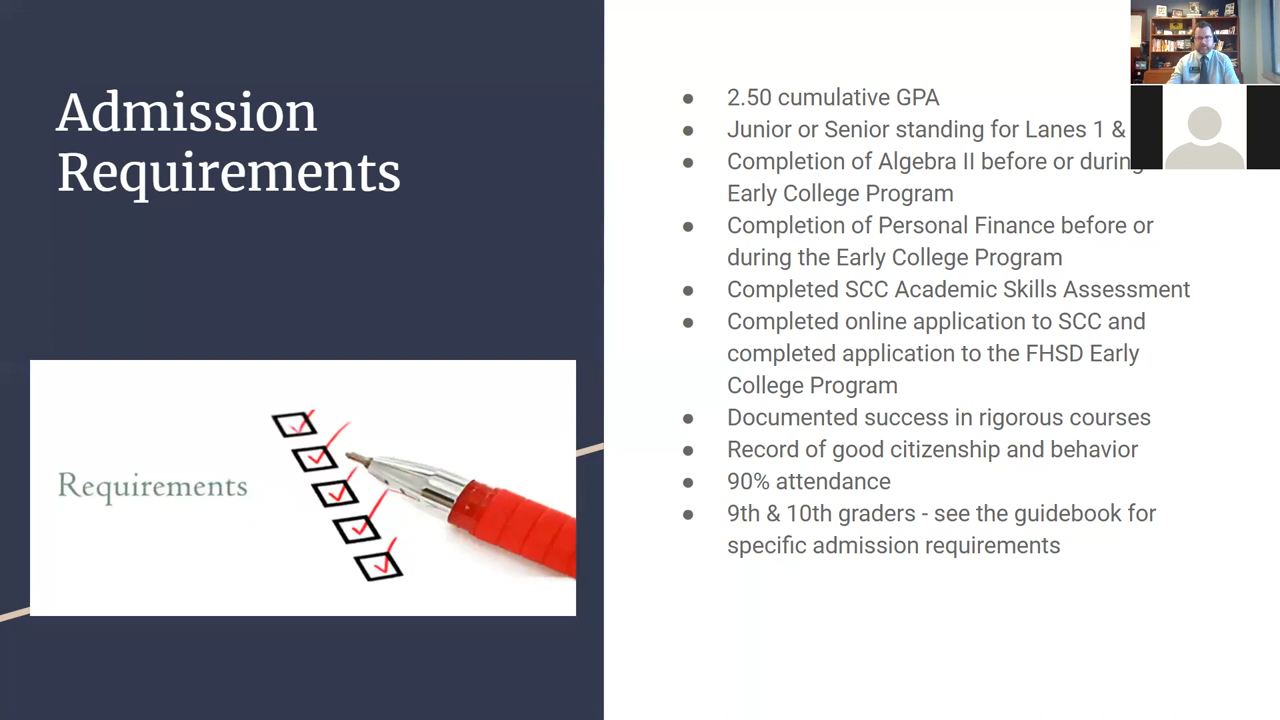 Admission
Requirements
Requirements
● 2.50 cumulative GPA
● Junior or Senior standing for Lanes 1 &
● Completion of Algebra II before or during
Early College Program
● Completion of Personal Finance before or
during the Early College Program
● Completed SCC Academic Skills Assessment
● Completed online application to SCC and
completed application to the FHSD Early
College Program
● Documented success in rigorous courses
● Record of good citizenship and behavior
● 90% attendance
● 9th & 10th graders - see the guidebook for
specific admission requirements